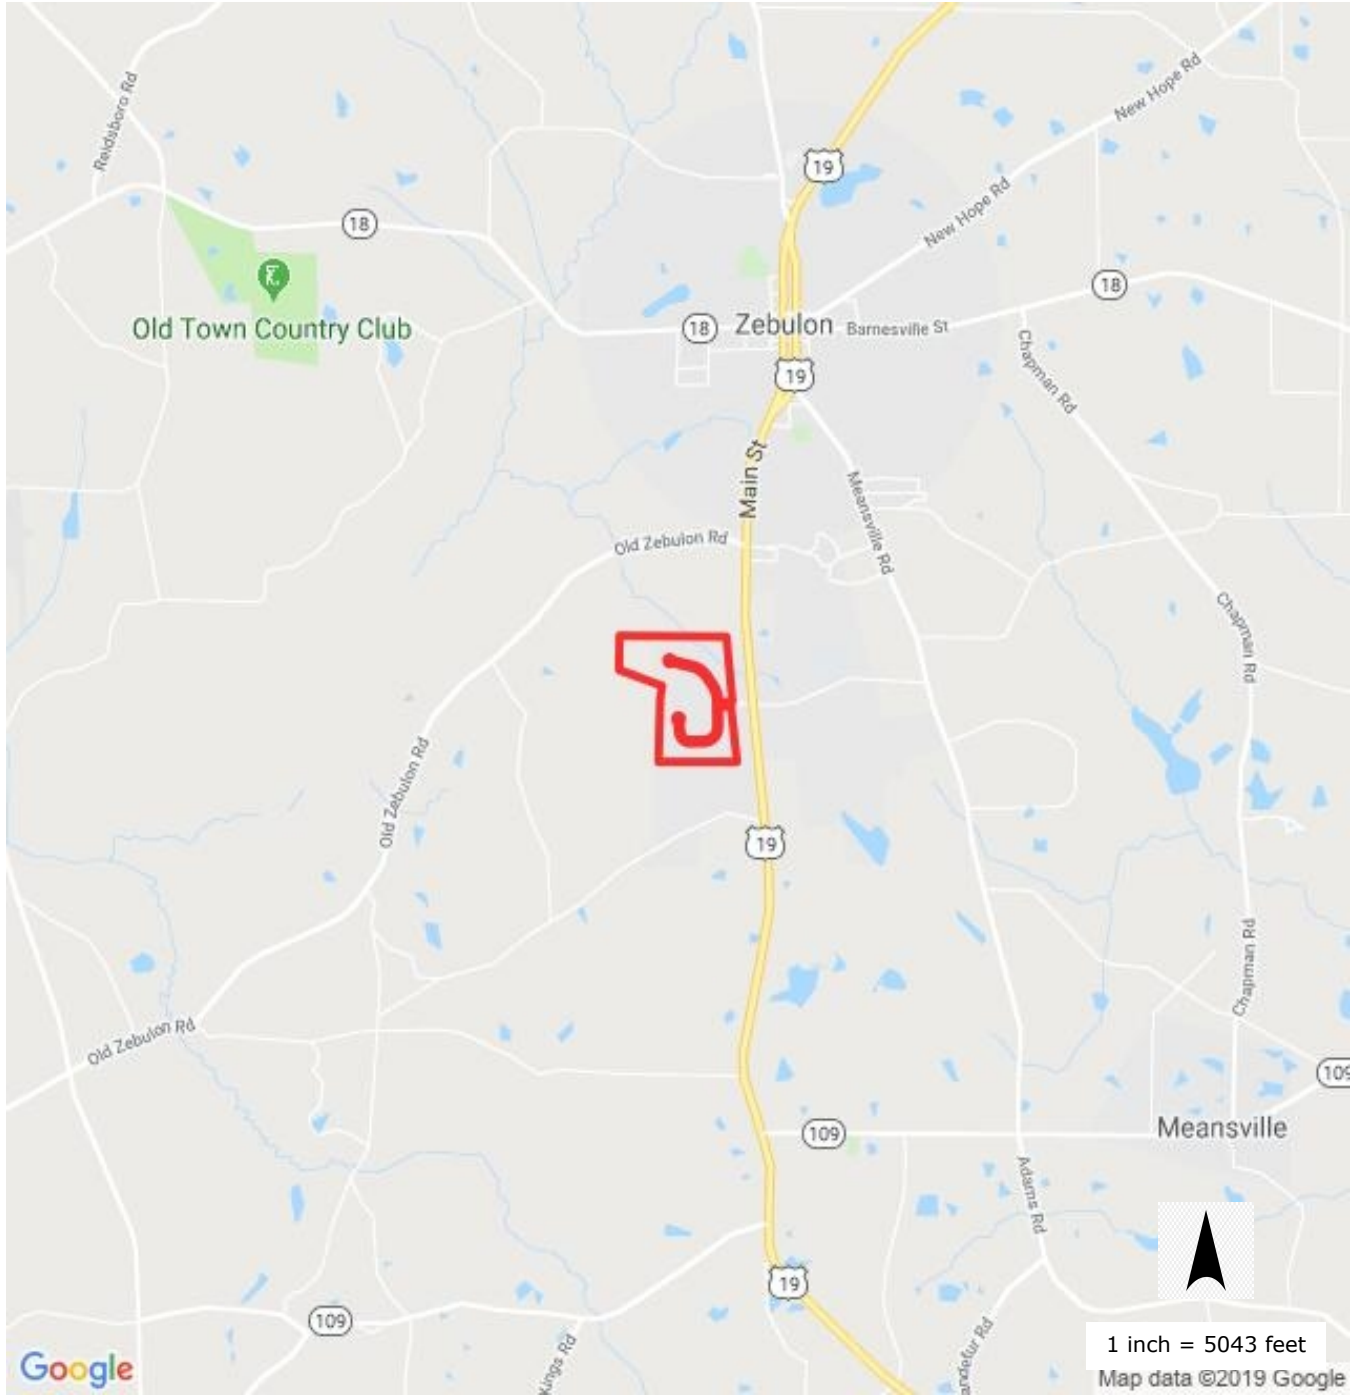 Reidsboro Rd
New Hope Rd
19
18
New Hope Rd
18
Old Town Country Club
18
Zebulon
Barnesville St
19
Chapman Rd
Main St
Meansville Rd
Old Zebulon Rd
Chapman Rd
Old Zebulon Rd
19
Chapman Rd
Old Zebulon Rd
109
109
Meansville
Adams Rd
19
109
Kings Rd
1 inch = 5043 feet
Google
Map data ©2019 Google